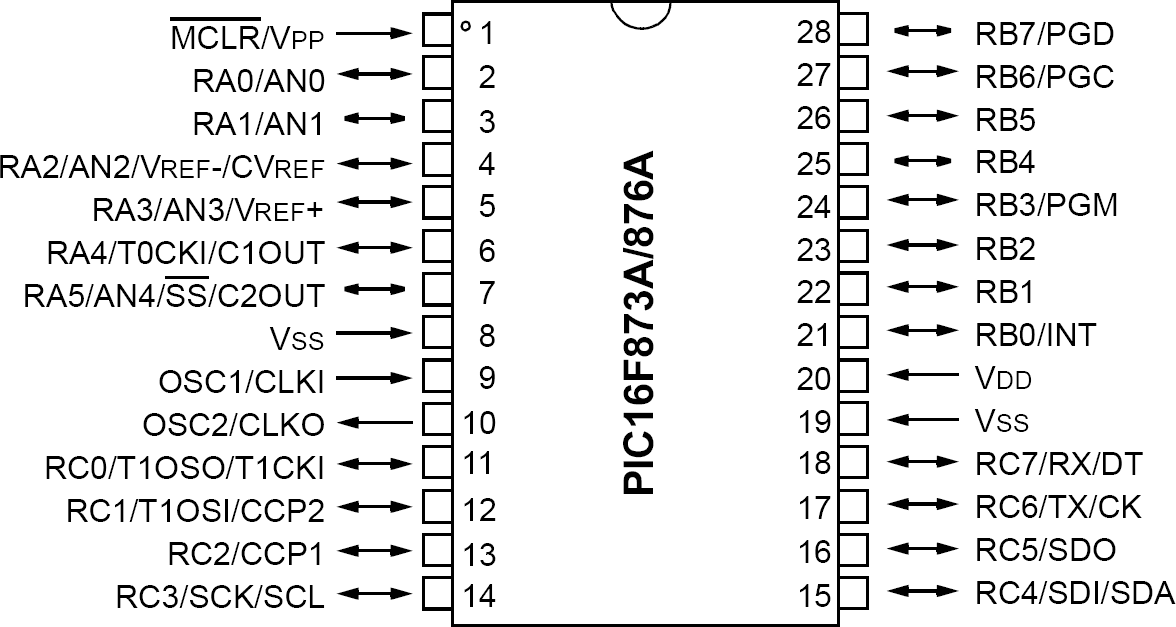 MCLR/VPP 1 28 RB7/PGD
RA0/AN0 2 27 RB6/PGC
RA1/AN1 3 26 RB5
RA2/AN2/VREF-/CVREF 4 25 RB4
RA3/AN3/VREF+ 5 24 RB3/PGM
RA4/T0CKI/C1OUT 6 23 RB2
RA5/AN4/SS/C2OUT 7 22 RB1
VSS 8 21 RB0/INT
OSC1/CLKI 9 20 VDD
OSC2/CLKO 10 19 VSS
RC0/T1OSO/T1CKI 11 18 RC7/RX/DT
RC1/T1OSI/CCP2 12 17 RC6/TX/CK
RC2/CCP1 13 16 RC5/SDO
RC3/SCK/SCL 14 15 RC4/SDI/SDA
PIC16F873A/876A